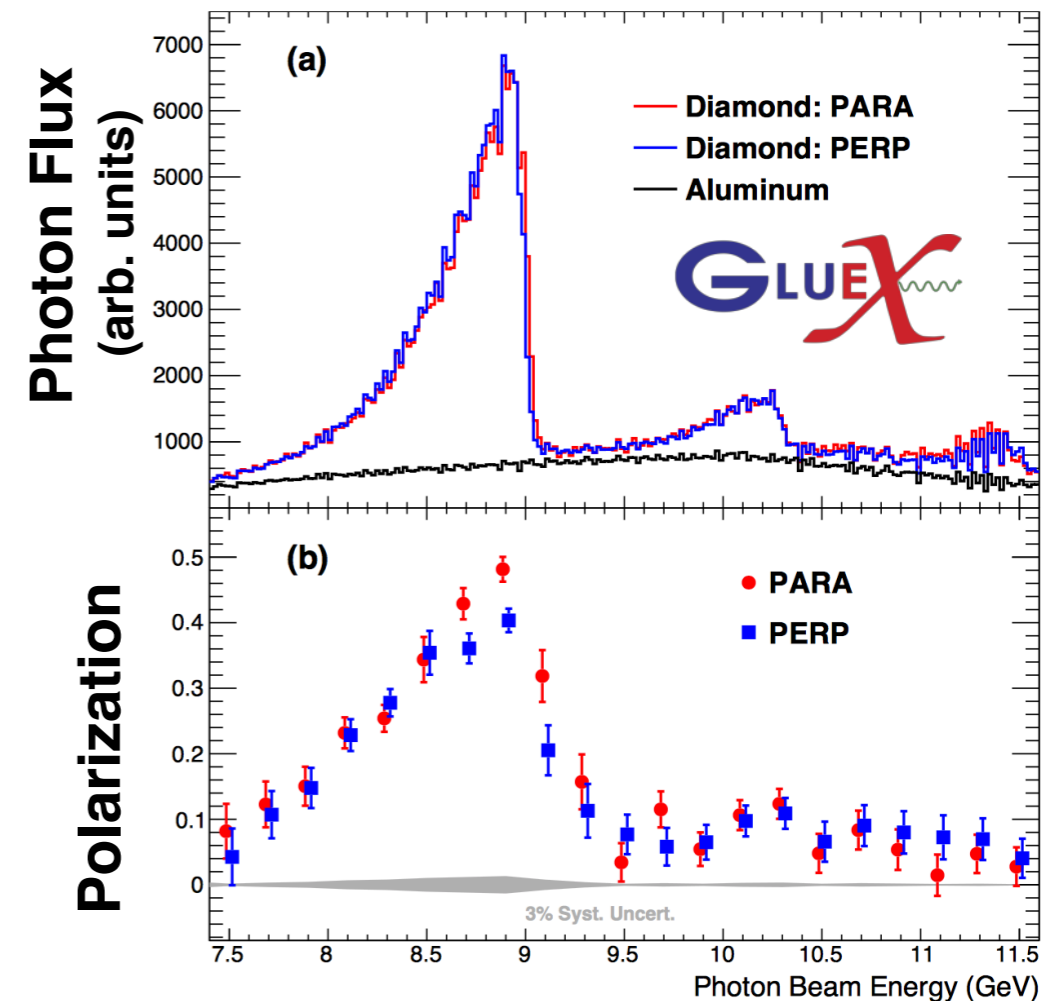 Photon Flux
(arb. units)
7000
6000
5000
4000
3000
2000
1000
(a)
Diamond: PARA
Diamond: PERP
Aluminum
GLUEX
Polarization
0.5
0.4
0.3
0.2
0.1
0
(b)
PARA
PERP
3% Syst. Uncert.
7.5 8 8.5 9 9.5 10 10.5 11 11.5
Photon Beam Energy (GeV)